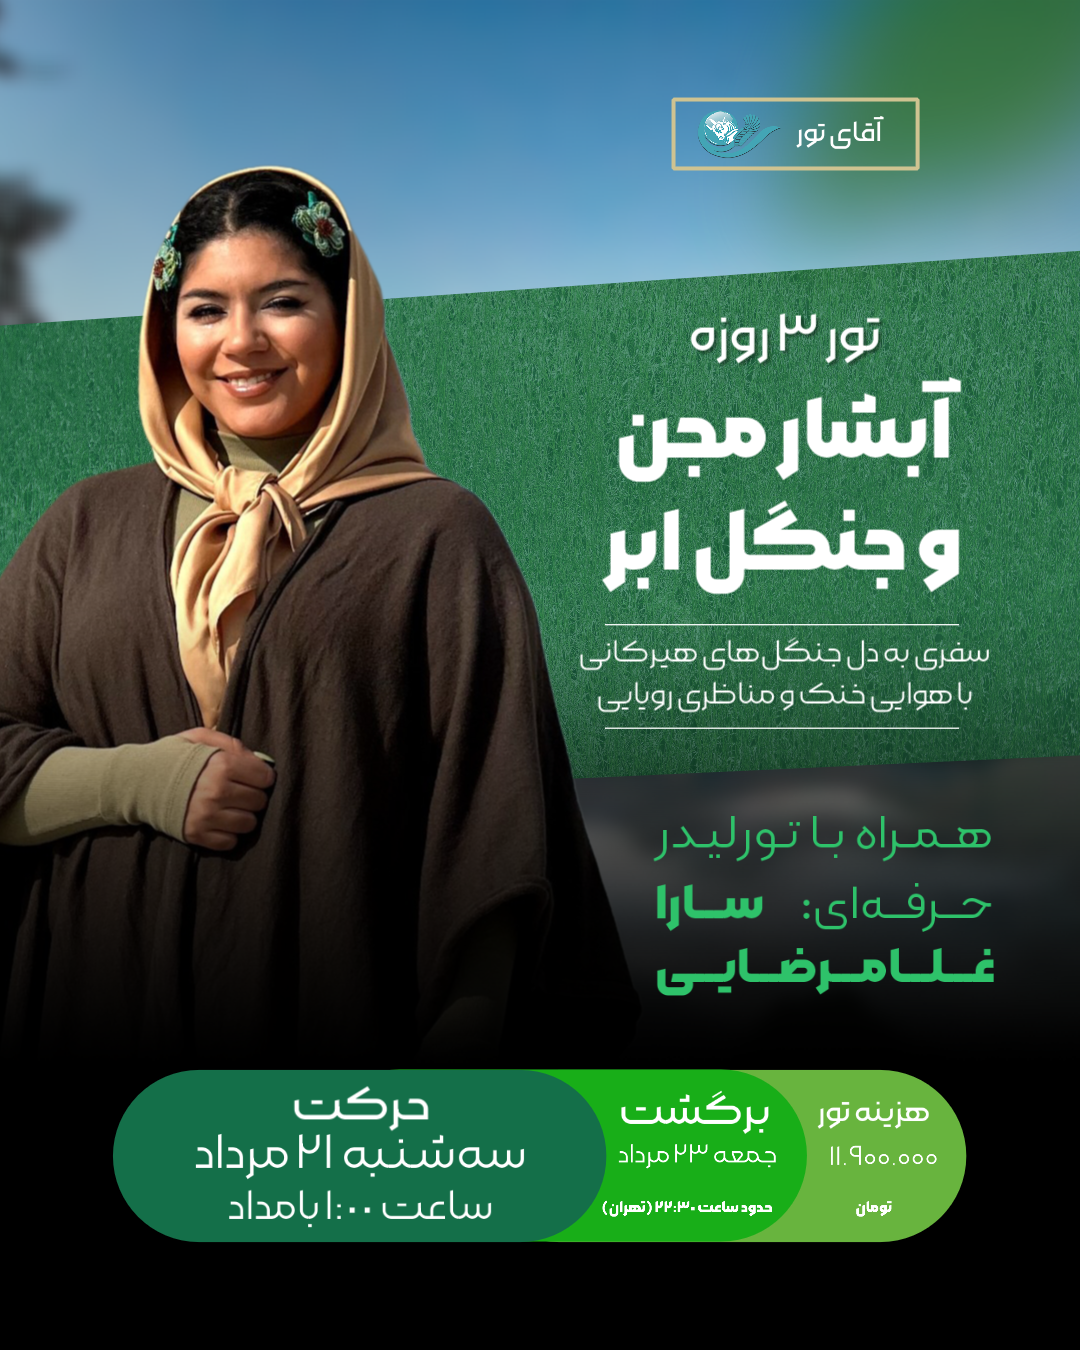 آقای تور
تور ۳ روزه
آبشار مجن
و جنگل ابر
سفری به دل جنگل‌های هیرکانی
با هوایی خنک و مناظری رویایی
همراه با تورلیدر
حرفه‌ای: سارا
غلامرضایی
حرکت
سه‌شنبه ۲۱ مرداد
ساعت ۱:۰۰ بامداد
برگشت
جمعه ۲۳ مرداد
حدود ساعت ۲۲:۳۰ (تهران)
هزینه تور
۱۱.۹۰۰.۰۰۰
تومان